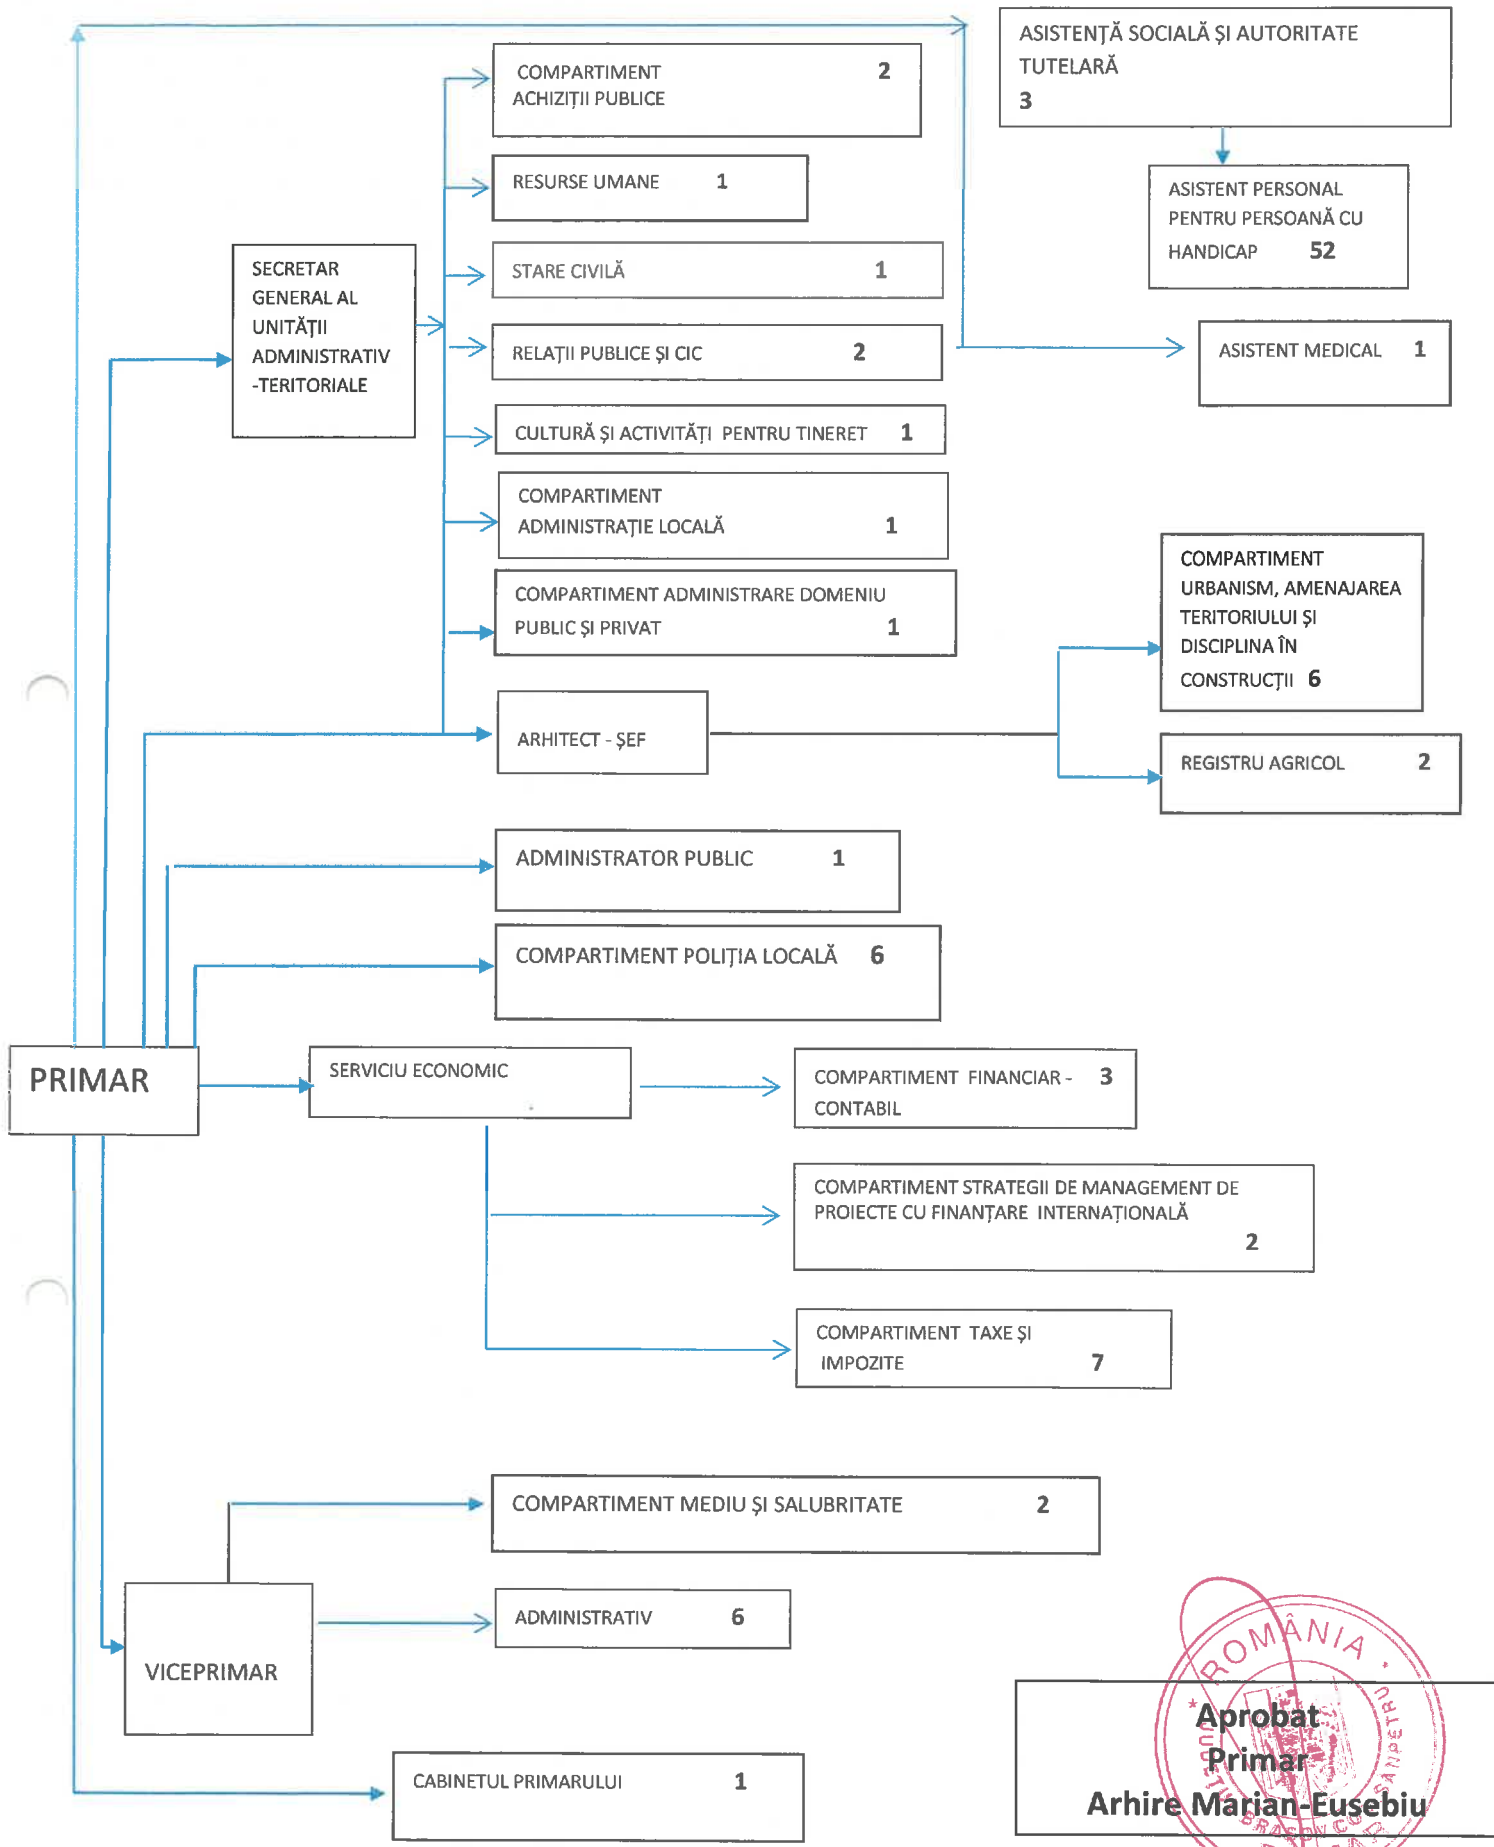 ASISTENȚĂ SOCIALĂ ȘI AUTORITATE
TUTELARĂ
3
COMPARTIMENT 2
ACHIZIȚII PUBLICE
RESURSE UMANE 1
ASISTENT PERSONAL
PENTRU PERSOANĂ CU
HANDICAP 52
SECRETAR
GENERAL AL
UNITĂȚII
ADMINISTRATIV
-TERITORIALE
STARE CIVILĂ 1
RELAȚII PUBLICE ȘI CIC 2
ASISTENT MEDICAL 1
CULTURĂ ȘI ACTIVITĂȚI PENTRU TINERET 1
COMPARTIMENT
ADMINISTRAȚIE LOCALĂ 1
COMPARTIMENT ADMINISTRARE DOMENIU
PUBLIC ȘI PRIVAT 1
COMPARTIMENT
URBANISM, AMENAJAREA
TERITORIULUI ȘI
DISCIPLINA ÎN
CONSTRUCȚII 6
ARHITECT - ȘEF
REGISTRU AGRICOL 2
ADMINISTRATOR PUBLIC 1
COMPARTIMENT POLIȚIA LOCALĂ 6
PRIMAR
SERVICIU ECONOMIC
COMPARTIMENT FINANCIAR - 3
CONTABIL
COMPARTIMENT STRATEGII DE MANAGEMENT DE
PROIECTE CU FINANȚARE INTERNAȚIONALĂ
2
COMPARTIMENT TAXE ȘI
IMPOZITE 7
COMPARTIMENT MEDIU ȘI SALUBRITATE 2
ADMINISTRATIV 6
VICEPRIMAR
CABINETUL PRIMARULUI 1
ROMÂNIA
Aprobat
Primar
Arhire Marian-Eusebiu